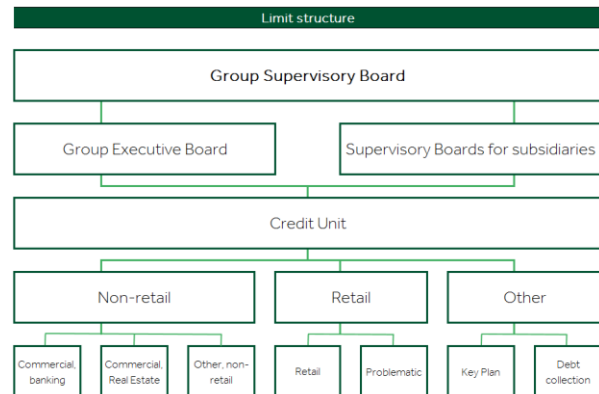 Limit structure
Group Supervisory Board
Group Executive Board
Supervisory Boards for subsidiaries
Credit Unit
Non-retail
Retail
Other
Commercial,
banking
Commercial,
Real Estate
Other, non-
retail
Retail
Problematic
Key Plan
Debt
collection